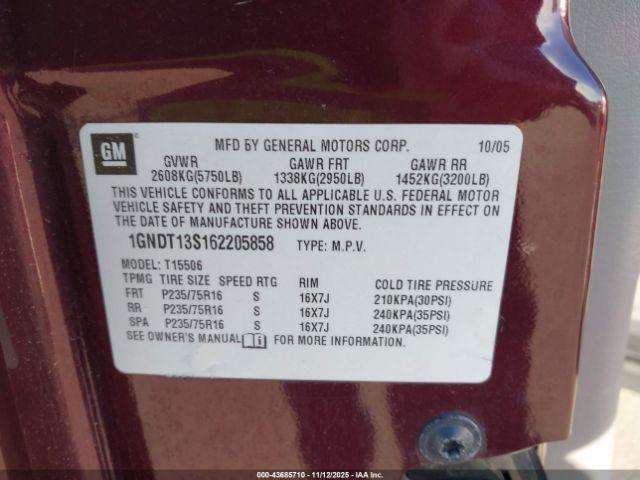 GM
MFD BY GENERAL MOTORS CORP. 10/05
GVWR GAWR FRT GAWR RR
2608KG(5750LB) 1338KG(2950LB) 1452KG(3200LB)
THIS VEHICLE CONFORMS TO ALL APPLICABLE U.S. FEDERAL MOTOR
VEHICLE SAFETY AND THEFT PREVENTION STANDARDS IN EFFECT ON
THE DATE OF MANUFACTURE SHOWN ABOVE.
1GNDT13S162205858 TYPE: M.P.V.
MODEL: T15506
TPMG TIRE SIZE SPEED RTG RIM COLD TIRE PRESSURE
FRT P235/75R16 S 16X7J 210KPA(30PSI)
RR P235/75R16 S 16X7J 240KPA(35PSI)
SPA P235/75R16 S 16X7J 240KPA(35PSI)
SEE OWNER'S MANUAL FOR MORE INFORMATION.
000-43685710 - 11/12/2025 - IAAI.com